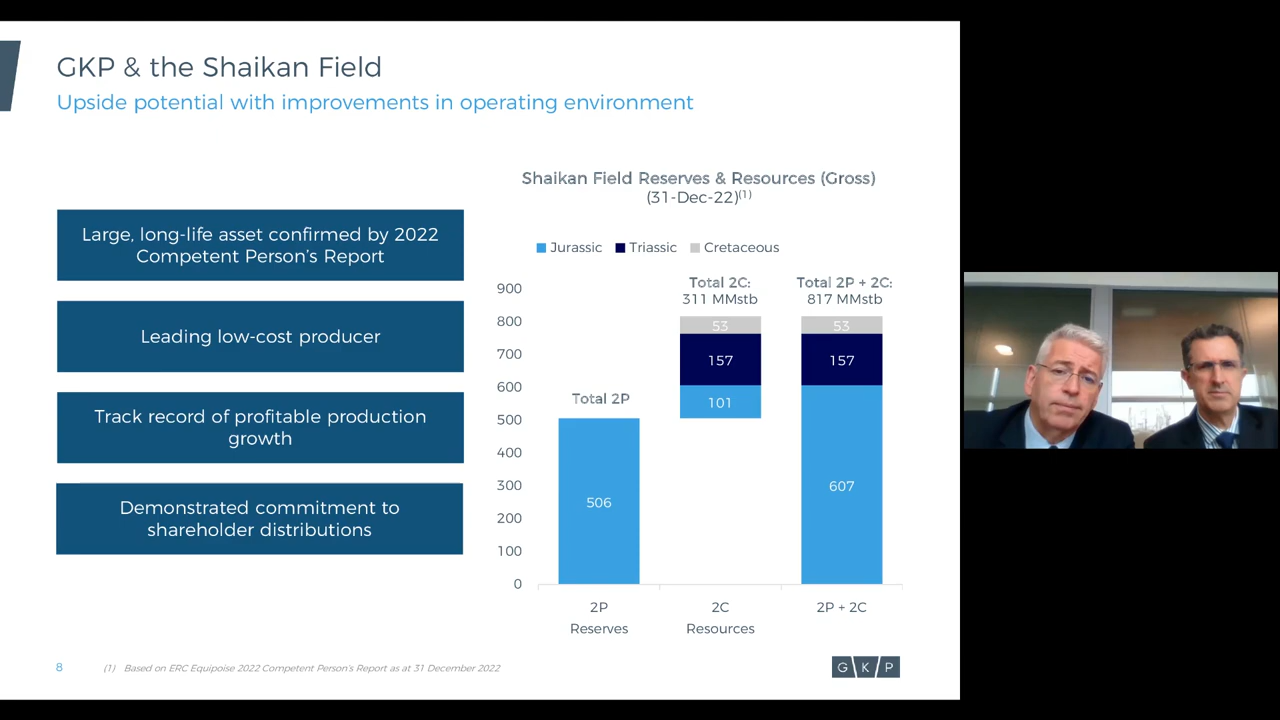 GKP & the Shaikan Field
Upside potential with improvements in operating environment
Large, long-life asset confirmed by 2022
Competent Person's Report
Leading low-cost producer
Track record of profitable production
growth
Demonstrated commitment to
shareholder distributions
Shaikan Field Reserves & Resources (Gross)
(31-Dec-22)(1)
Jurassic Triassic Cretaceous
900
800
700
600
500
400
300
200
100
0
Total 2P
506
Total 2C:
311 MMstb
53
157
101
Total 2P + 2C:
817 MMstb
53
157
607
2P
Reserves
2C
Resources
2P + 2C
8
(1) Based on ERC Equipoise 2022 Competent Person's Report as at 31 December 2022
G K P